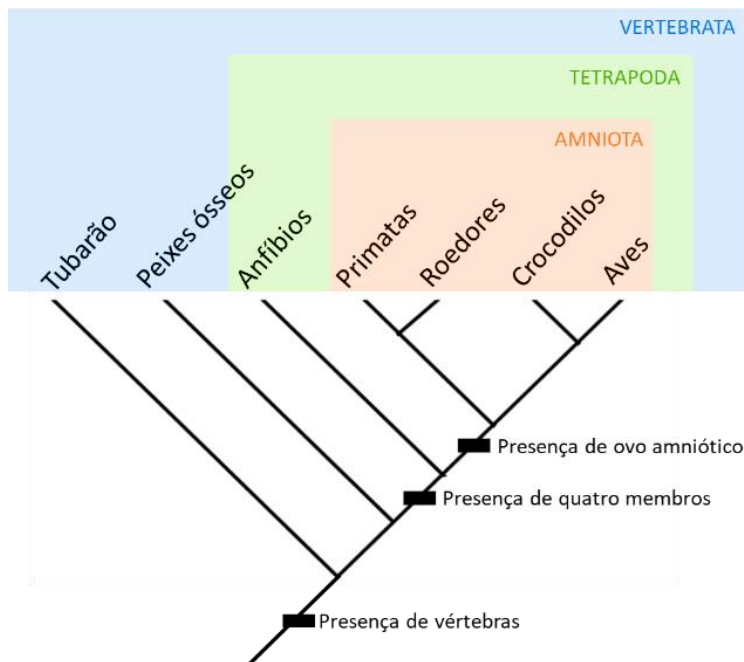 VERTEBRATA
TETRAPODA
AMNIOTA
Tubarão
Peixes ósseos
Anfíbios
Primatas
Roedores
Crocodilos
Aves
Presença de ovo amniótico
Presença de quatro membros
Presença de vértebras